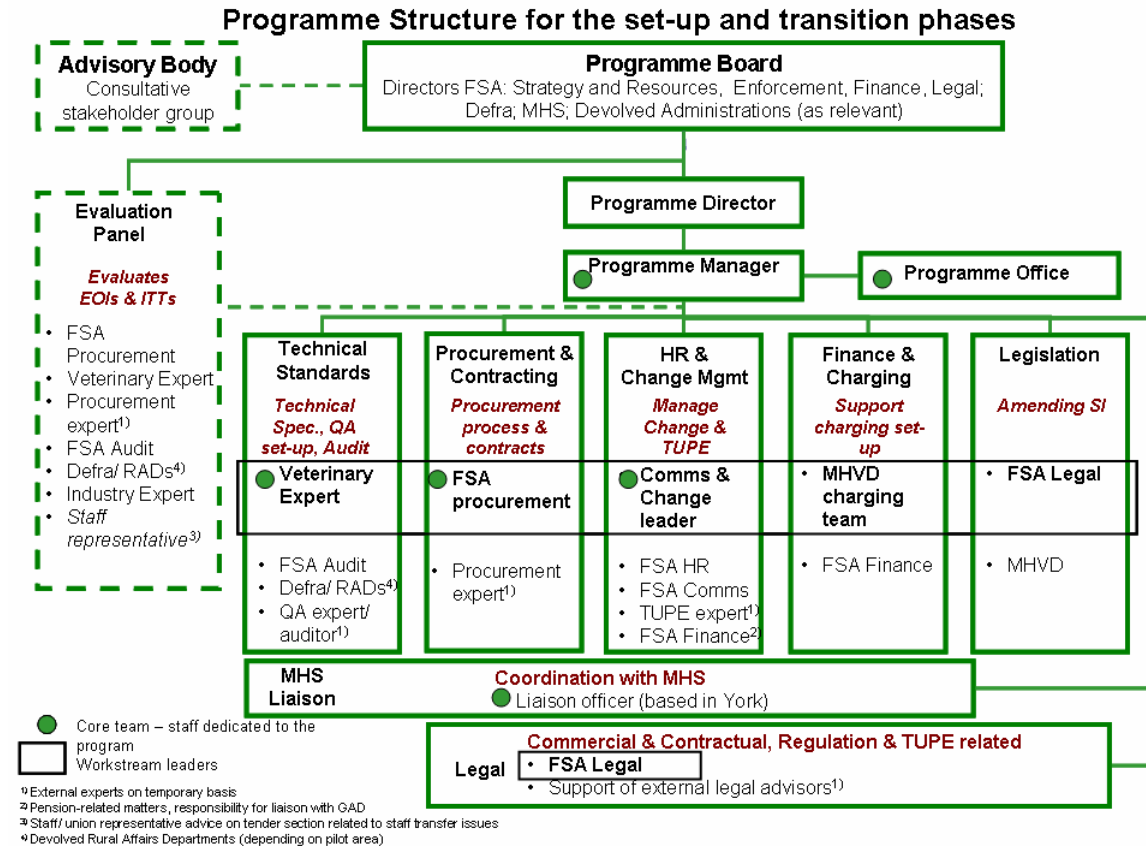 Programme Structure for the set-up and transition phases
Advisory Body
Consultative
stakeholder group
Programme Board
Directors FSA: Strategy and Resources, Enforcement, Finance, Legal;
Defra; MHS; Devolved Administrations (as relevant)
Evaluation
Panel
Evaluates
EOIs & ITTs
• FSA
Procurement
• Veterinary Expert
• Procurement
expert1)
• FSA Audit
• Defra/ RADs4)
• Industry Expert
• Staff
representative3)
Programme Director
Programme Manager
Programme Office
Technical
Standards
Technical
Spec., QA
set-up, Audit
Veterinary
Expert
• FSA Audit
• Defra/ RADs4)
• QA expert/
auditor1)
Procurement &
Contracting
Procurement
process &
contracts
FSA
procurement
• Procurement
expert1)
HR &
Change Mgmt
Manage
Change &
TUPE
• Comms &
Change
leader
• FSA HR
• FSA Comms
• TUPE expert1)
• FSA Finance2)
Finance &
Charging
Support
charging set-
up
• MHVD
charging
team
• FSA Finance
Legislation
Amending SI
• FSA Legal
• MHVD
MHS
Liaison
Coordination with MHS
Liaison officer (based in York)
Commercial & Contractual, Regulation & TUPE related
Legal
• FSA Legal
• Support of external legal advisors1)
Core team – staff dedicated to the
program
Workstream leaders
1) External experts on temporary basis
2) Pension-related matters, responsibility for liaison with GAD
3) Staff/ union representative advice on tender section related to staff transfer issues
4) Devolved Rural Affairs Departments (depending on pilot area)